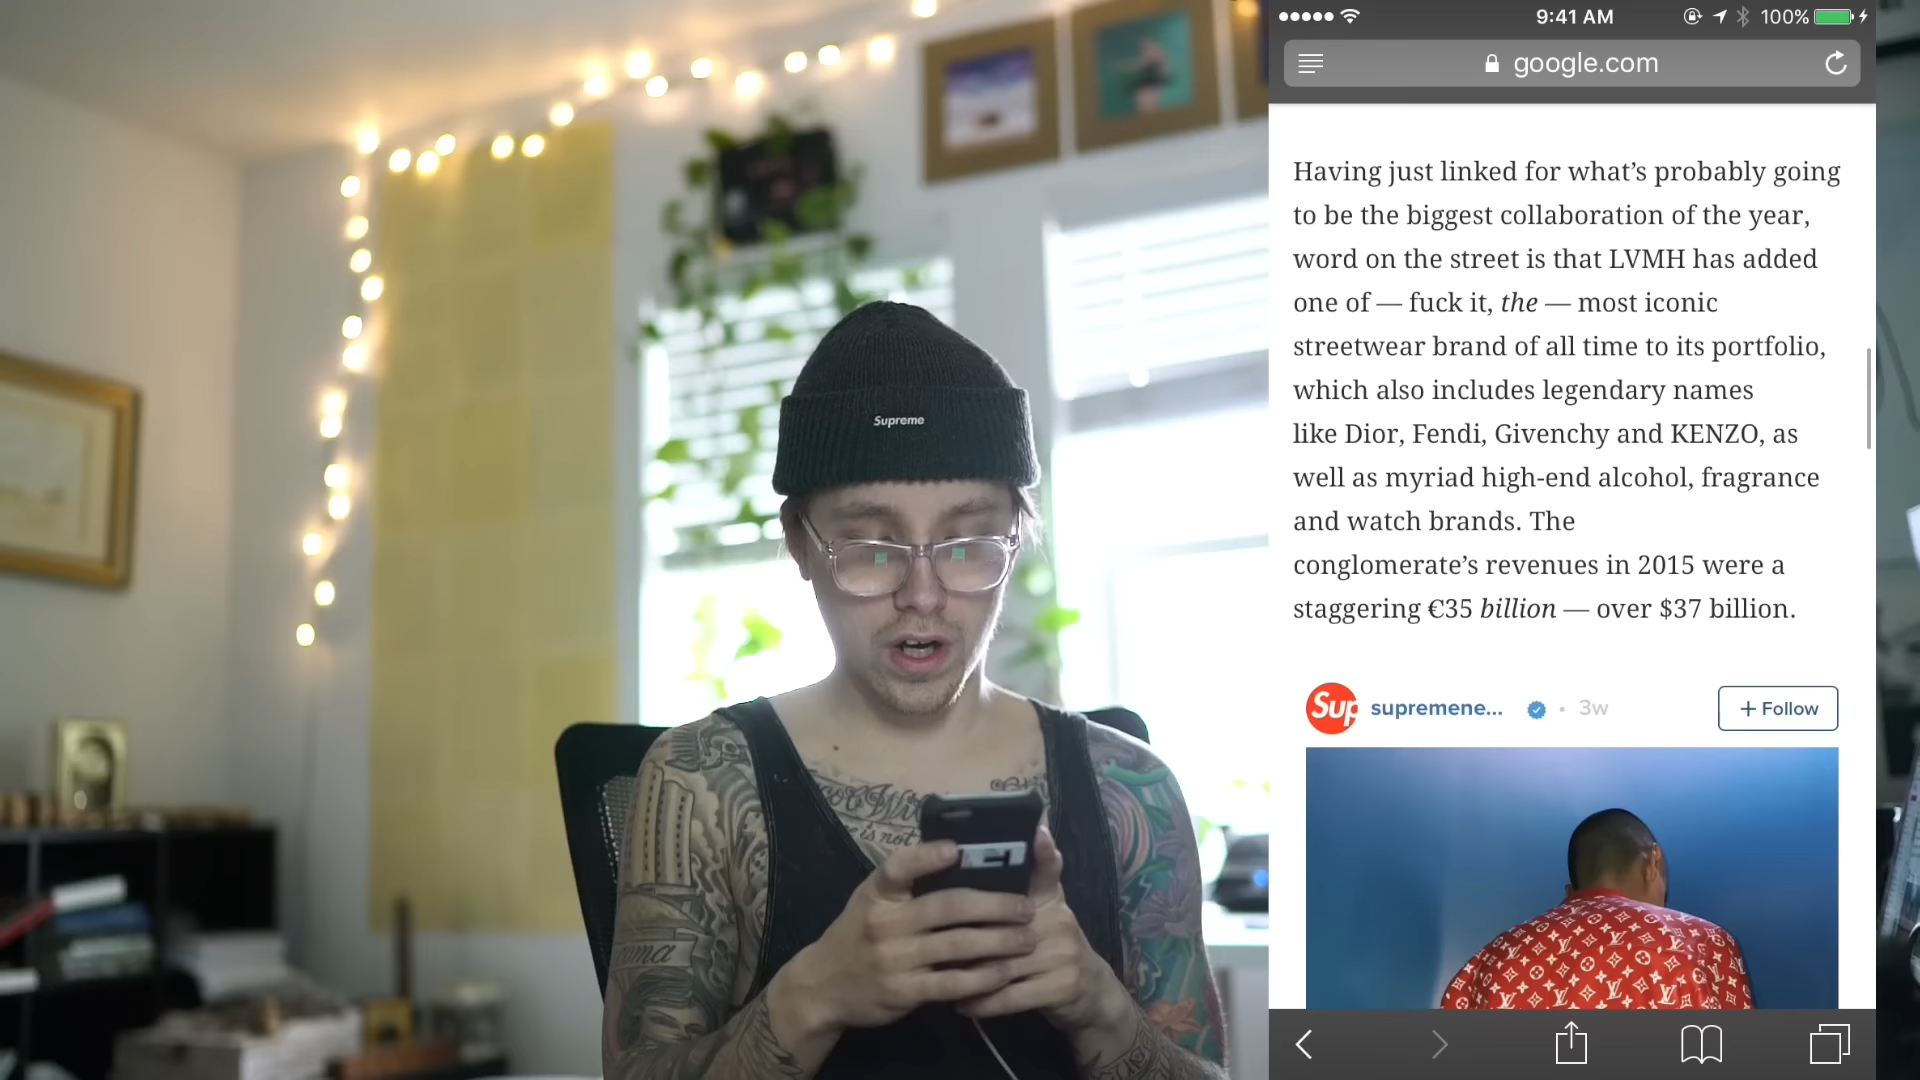 9:41 AM
100%
google.com
Having just linked for what’s probably going
to be the biggest collaboration of the year,
word on the street is that LVMH has added
one of — fuck it, the — most iconic
streetwear brand of all time to its portfolio,
which also includes legendary names
like Dior, Fendi, Givenchy and KENZO, as
well as myriad high-end alcohol, fragrance
and watch brands. The
conglomerate’s revenues in 2015 were a
staggering €35 billion — over $37 billion.
Sup
supremene...
• 3w
+ Follow
Supreme
is not